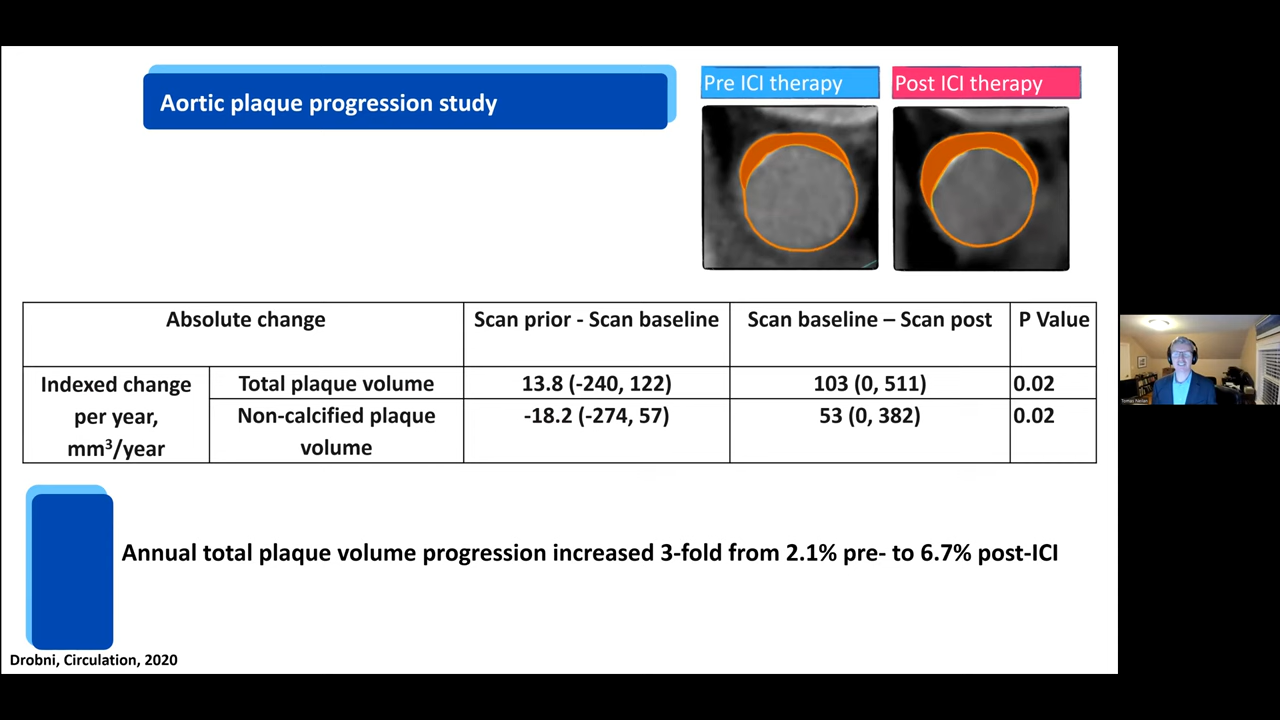 Aortic plaque progression study
Pre ICI therapy
Post ICI therapy
Absolute change
Scan prior - Scan baseline
Scan baseline – Scan post
P Value
Indexed change
per year,
mm³/year
Total plaque volume
13.8 (-240, 122)
103 (0, 511)
0.02
Non-calcified plaque
volume
-18.2 (-274, 57)
53 (0, 382)
0.02
Annual total plaque volume progression increased 3-fold from 2.1% pre- to 6.7% post-ICI
Drobni, Circulation, 2020